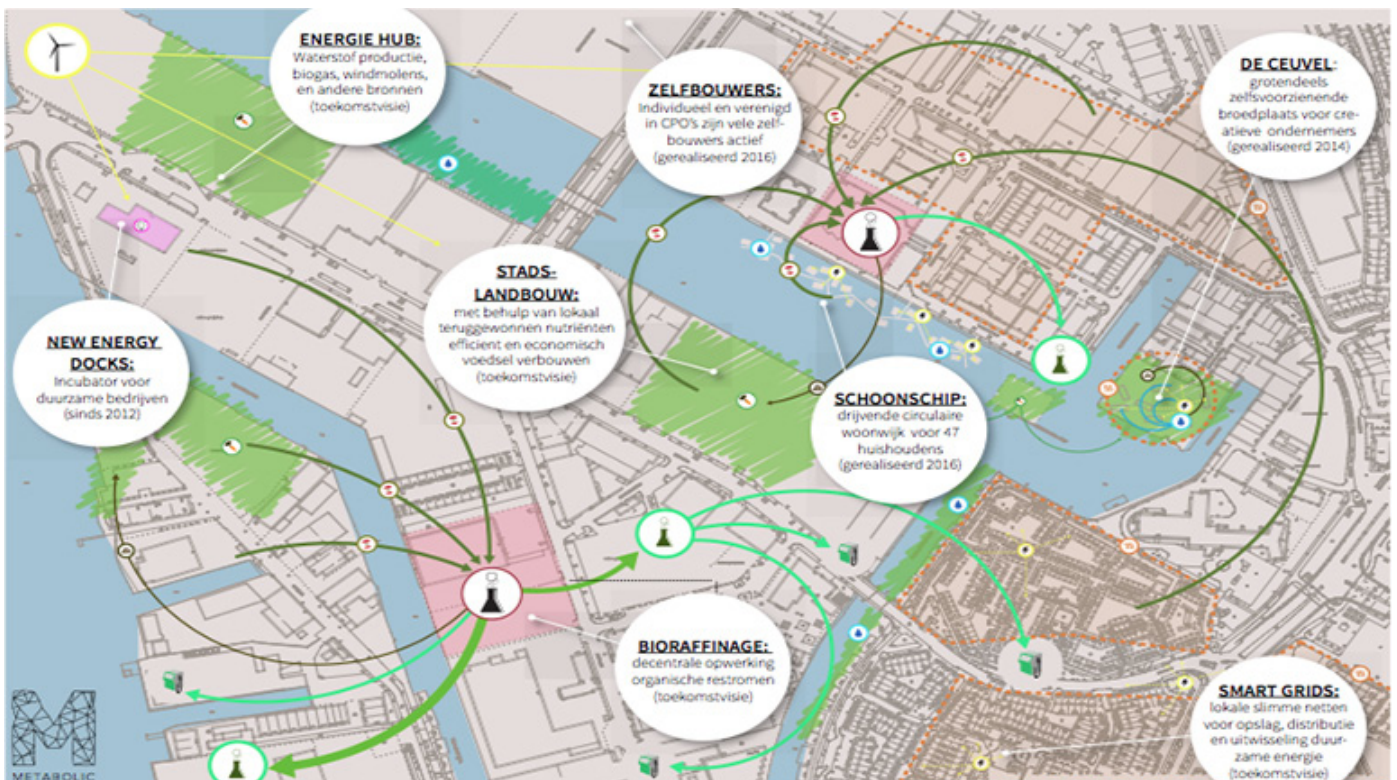 ENERGIE HUB:
Waterstof productie,
biogas, windmolens,
en andere bronnen
(toekomstvisie)
ZELFBOUWERS:
Individueel en verenigd
in CPO's zijn vele zelf-
bouwers actief
(gerealiseerd 2016)
DE CEUVEL:
grotendeels
zelfsvoorzienende
broedplaats voor cre-
atieve ondernemers
(gerealiseerd 2014)
STADS-
LANDBOUW:
met behulp van lokaal
teruggewonnen nutriënten
efficient en economisch
voedsel verbouwen
(toekomstvisie)
NEW ENERGY
DOCKS:
Incubator voor
duurzame bedrijven
(sinds 2012)
SCHOONSCHIP:
drijvende circulaire
woonwijk voor 47
huishoudens
(gerealiseerd 2016)
BIORAFFINAGE:
decentrale opwerking
organische restromen
(toekomstvisie)
SMART GRIDS:
lokale slimme netten
voor opslag, distributie
en uitwisseling duur-
zame energie
(toekomstvisie)
METABOLIC